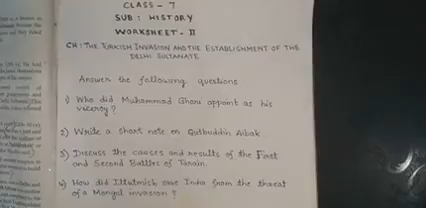 CLASS - 7
SUB : HISTORY
WORKSHEET - II
CH : THE TURKISH INVASION AND THE ESTABLISHMENT OF THE
DELHI SULTANATE
Answer the following questions
1) Who did Muhammad Ghori appoint as his
viceroy?
2) Write a short note on Qutbuddin Aibak
3) Discuss the causes and results of the First
and Second Battles of Tarain.
4) How did Iltutmish save India from the threat
of a Mongol invasion ?